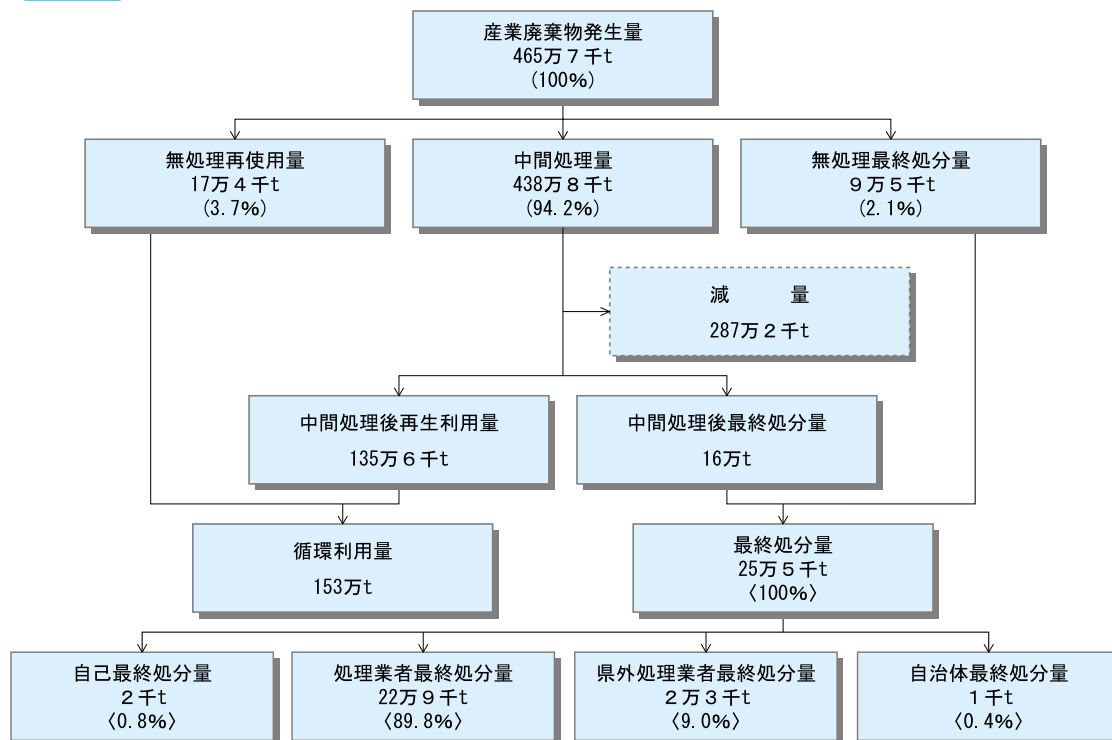 産業廃棄物発生量
465万７千t
(100%)
無処理再使用量
17万４千t
(3.7%)
中間処理量
438万８千t
(94.2%)
無処理最終処分量
９万５千t
(2.1%)
減　　量
287万２千t
中間処理後再生利用量
135万６千t
中間処理後最終処分量
16万t
循環利用量
153万t
最終処分量
25万５千t
〈100%〉
自己最終処分量
２千t
〈0.8%〉
処理業者最終処分量
22万９千t
〈89.8%〉
県外処理業者最終処分量
２万３千t
〈9.0%〉
自治体最終処分量
１千t
〈0.4%〉